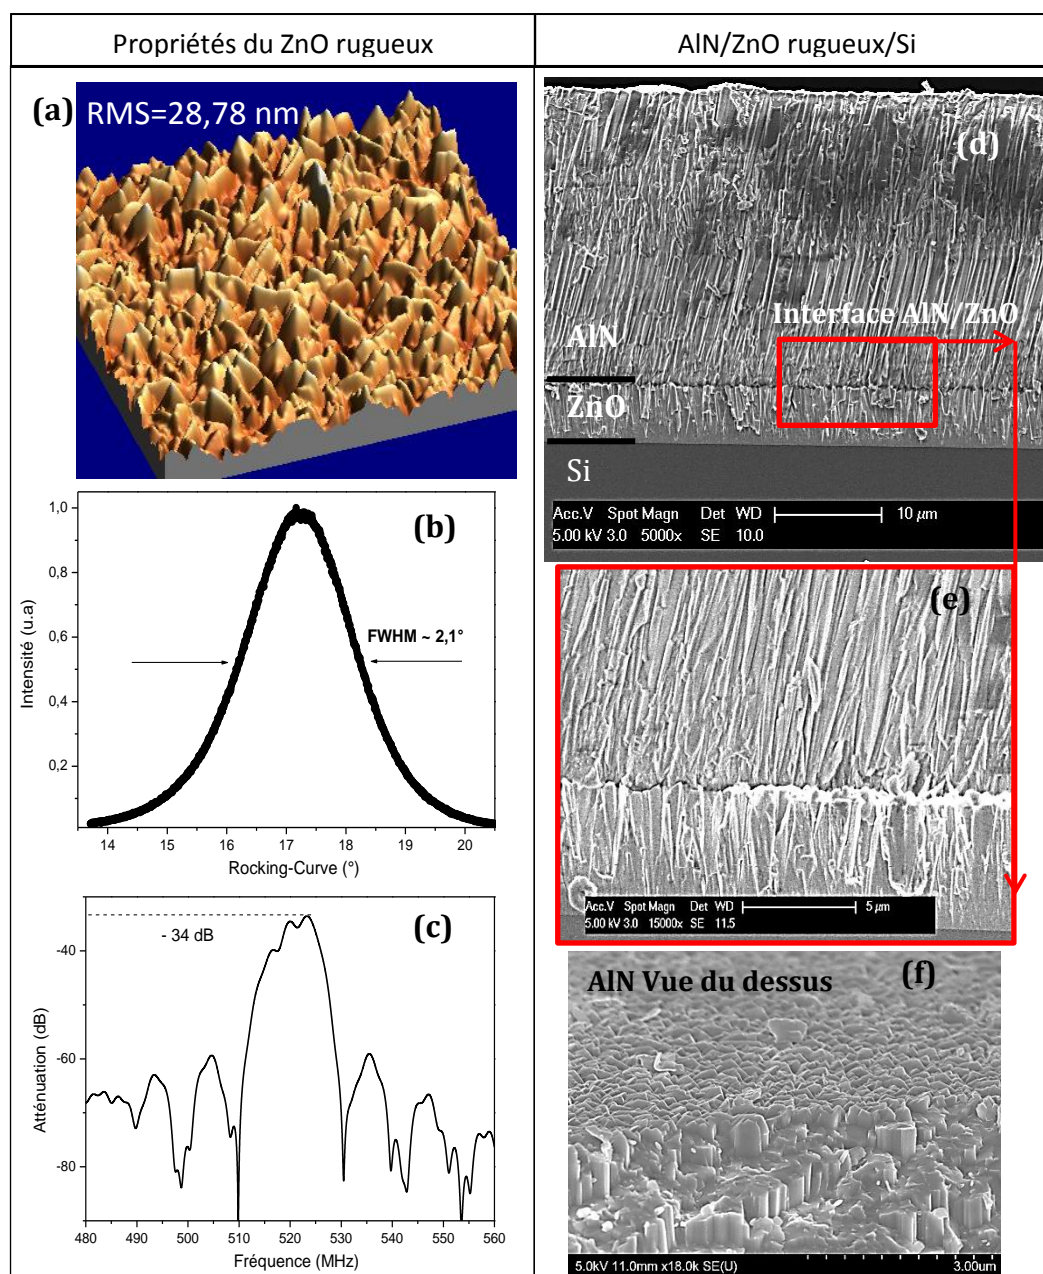 Propriétés du ZnO rugueux
AlN/ZnO rugueux/Si
(a)
RMS=28,78 nm
(b)
1,0
0,8
0,6
0,4
0,2
Intensité (u.a)
FWHM ~ 2,1°
14 15 16 17 18 19 20
Rocking-Curve (°)
(c)
- 34 dB
-40
-60
-80
Atténuation (dB)
480 490 500 510 520 530 540 550 560
Fréquence (MHz)
(d)
Interface AlN/ZnO
AlN
ZnO
Si
Acc.V Spot Magn Det WD 10 µm
5.00 kV 3.0 5000x SE 10.0
(e)
Acc.V Spot Magn Det WD 5 µm
5.00 kV 3.0 15000x SE 11.5
(f)
AlN Vue du dessus
5.0kV 11.0mm x18.0k SE(U) 3.00um